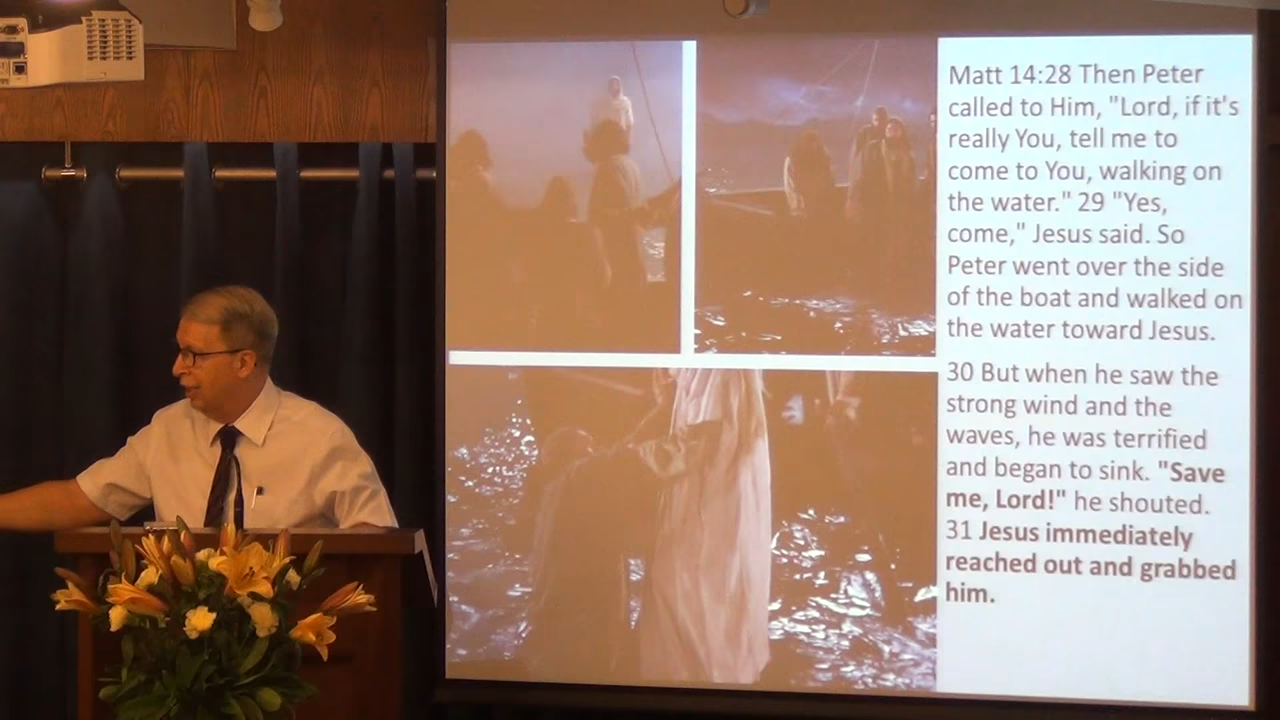 Matt 14:28 Then Peter
called to Him, "Lord, if it's
really You, tell me to
come to You, walking on
the water." 29 "Yes,
come," Jesus said. So
Peter went over the side
of the boat and walked on
the water toward Jesus.
30 But when he saw the
strong wind and the
waves, he was terrified
and began to sink. "Save
me, Lord!" he shouted.
31 Jesus immediately
reached out and grabbed
him.